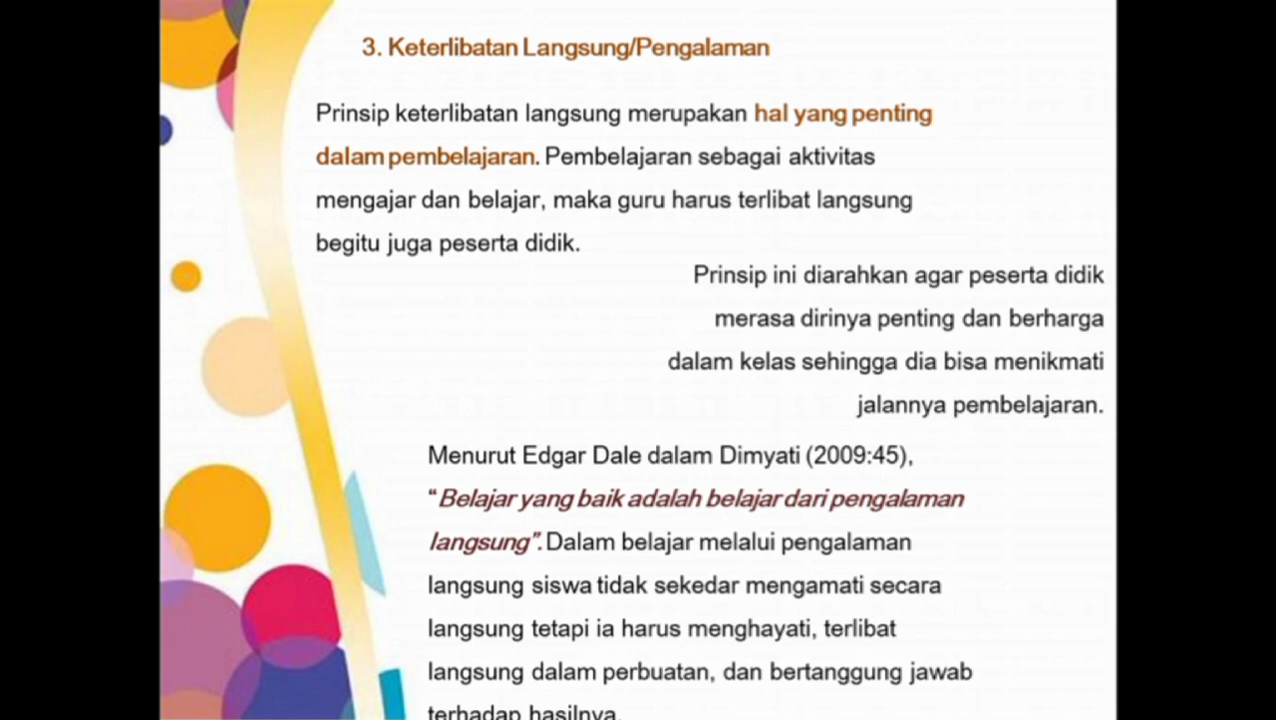 3. Keterlibatan Langsung/Pengalaman
Prinsip keterlibatan langsung merupakan hal yang penting
dalam pembelajaran. Pembelajaran sebagai aktivitas
mengajar dan belajar, maka guru harus terlibat langsung
begitu juga peserta didik.
Prinsip ini diarahkan agar peserta didik
merasa dirinya penting dan berharga
dalam kelas sehingga dia bisa menikmati
jalannya pembelajaran.
Menurut Edgar Dale dalam Dimyati (2009:45),
“Belajar yang baik adalah belajar dari pengalaman
langsung”. Dalam belajar melalui pengalaman
langsung siswa tidak sekedar mengamati secara
langsung tetapi ia harus menghayati, terlibat
langsung dalam perbuatan, dan bertanggung jawab
terhadap hasilnya.